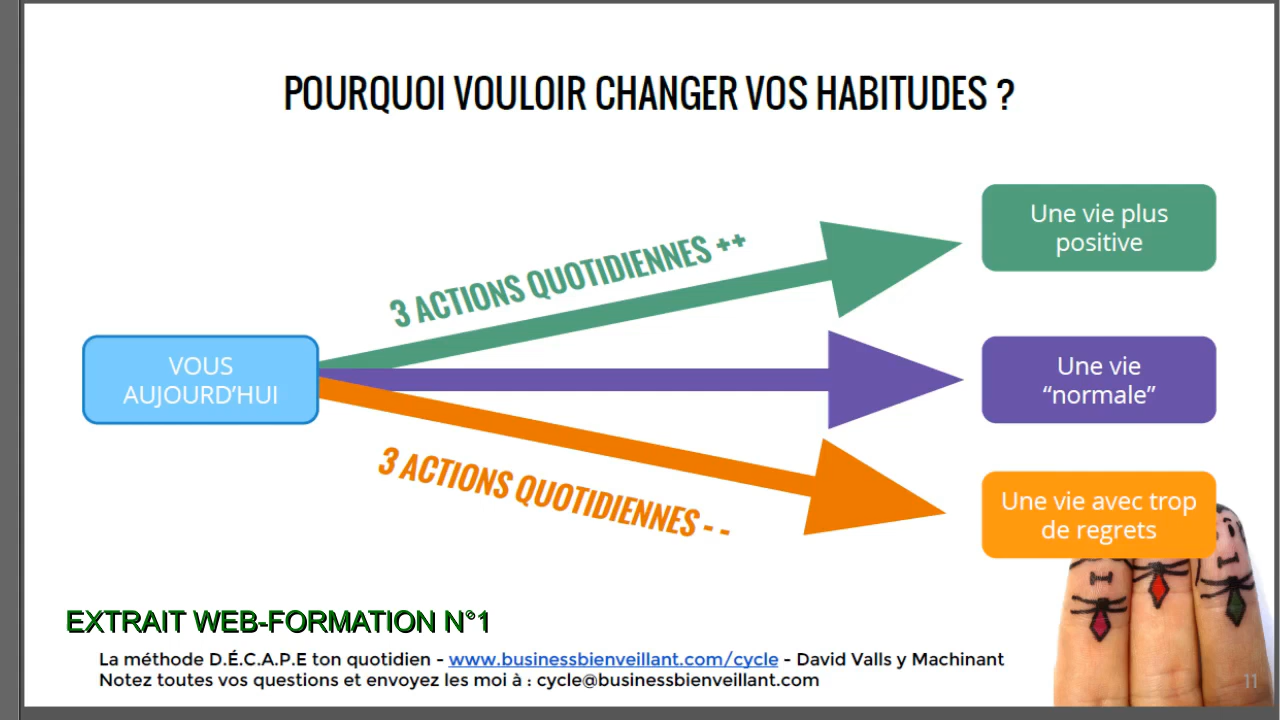 POURQUOI VOULOIR CHANGER VOS HABITUDES ?
Une vie plus
positive
3 ACTIONS QUOTIDIENNES ++
VOUS
AUJOURD'HUI
Une vie
“normale”
3 ACTIONS QUOTIDIENNES - -
Une vie avec trop
de regrets
EXTRAIT WEB-FORMATION N°1
La méthode D.É.C.A.P.E ton quotidien - www.businessbienveillant.com/cycle - David Valls y Machinant
Notez toutes vos questions et envoyez les moi à : cycle@businessbienveillant.com
11